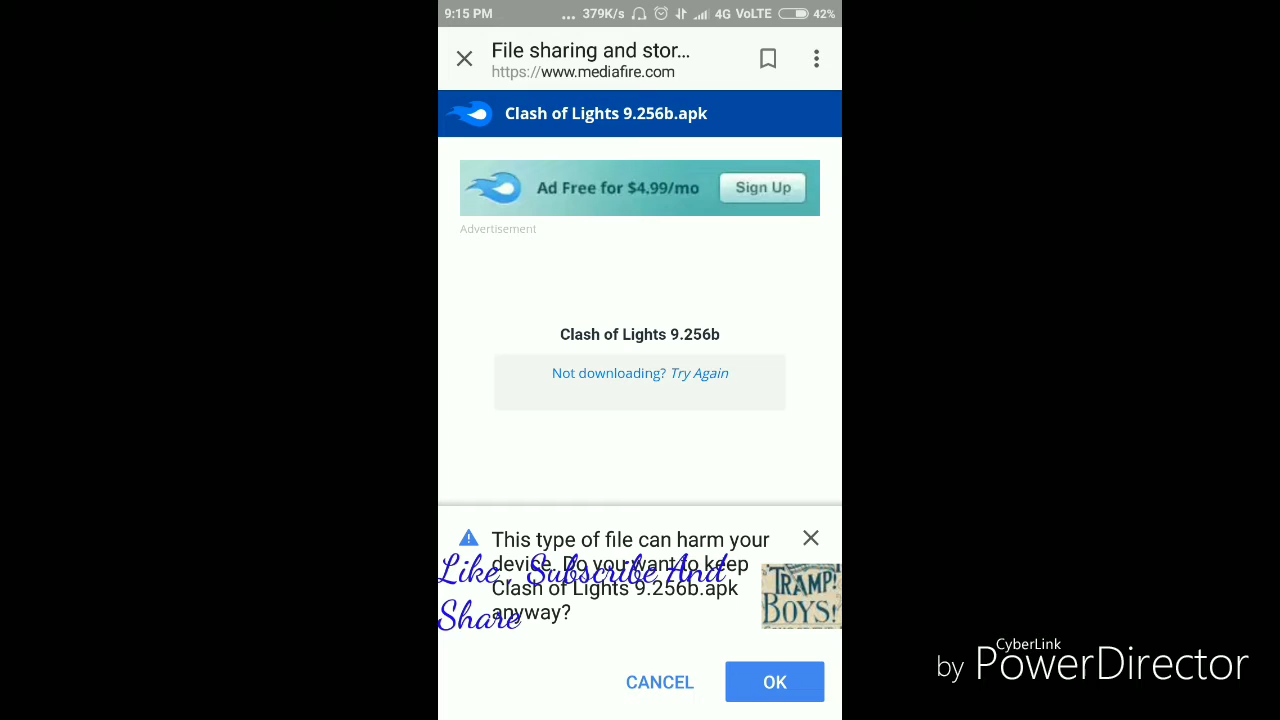 9:15 PM ... 379K/s 4G VoLTE 42%
File sharing and stor...
https://www.mediafire.com
Clash of Lights 9.256b.apk
Ad Free for $4.99/mo Sign Up
Advertisement
Clash of Lights 9.256b
Not downloading? Try Again
This type of file can harm your
device. Do you want to keep
Clash of Lights 9.256b.apk
anyway?
Like , Subscribe And
Share
TRAMP!
BOYS!
CANCEL OK
CyberLink
by PowerDirector